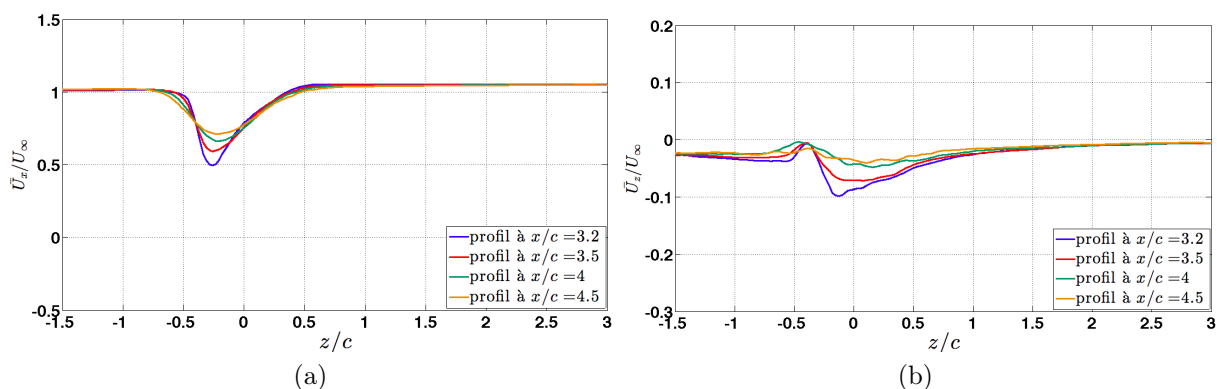 1.5
1
0.5
0
-0.5
-1.5
-1
-0.5
0
0.5
1
1.5
2
2.5
3
Ū_x/U_∞
z/c
profil à x/c =3.2
profil à x/c =3.5
profil à x/c =4
profil à x/c =4.5
(a)
0.2
0.1
0
-0.1
-0.2
-0.3
-1.5
-1
-0.5
0
0.5
1
1.5
2
2.5
3
Ū_z/U_∞
z/c
profil à x/c =3.2
profil à x/c =3.5
profil à x/c =4
profil à x/c =4.5
(b)